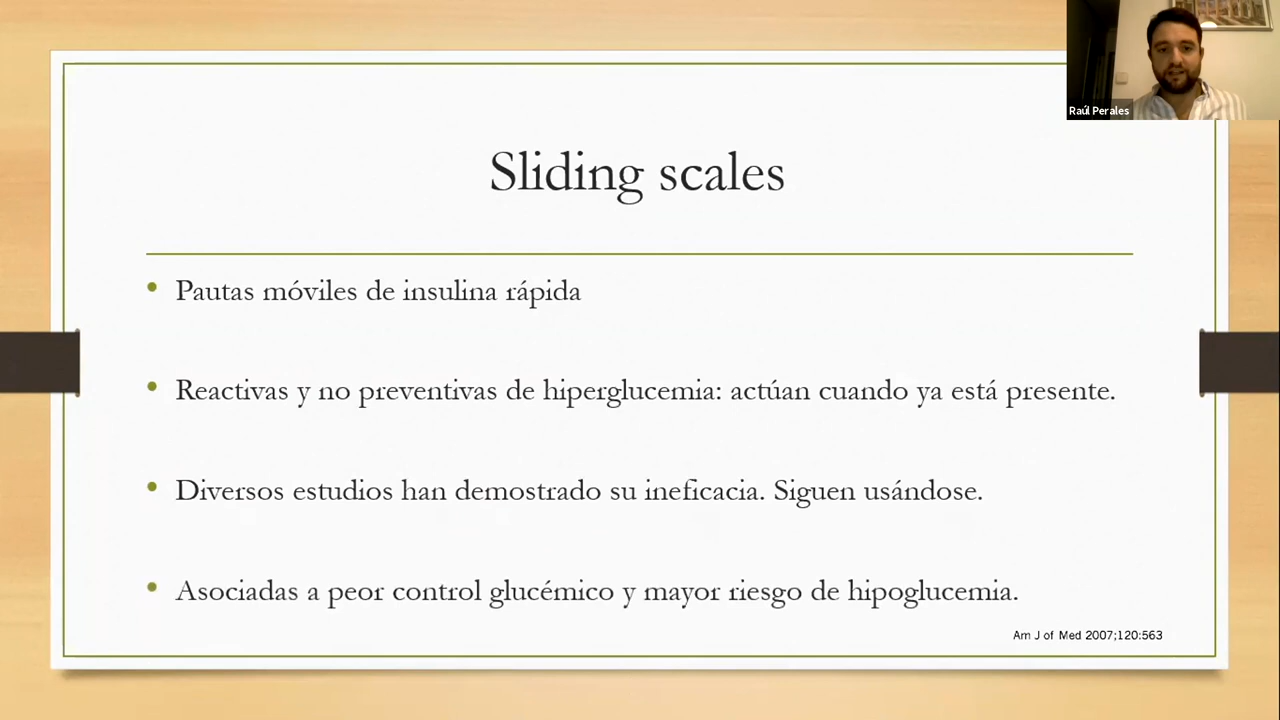 Raúl Perales
Sliding scales
• Pautas móviles de insulina rápida
• Reactivas y no preventivas de hiperglucemia: actúan cuando ya está presente.
• Diversos estudios han demostrado su ineficacia. Siguen usándose.
• Asociadas a peor control glucémico y mayor riesgo de hipoglucemia.
Am J of Med 2007;120:563